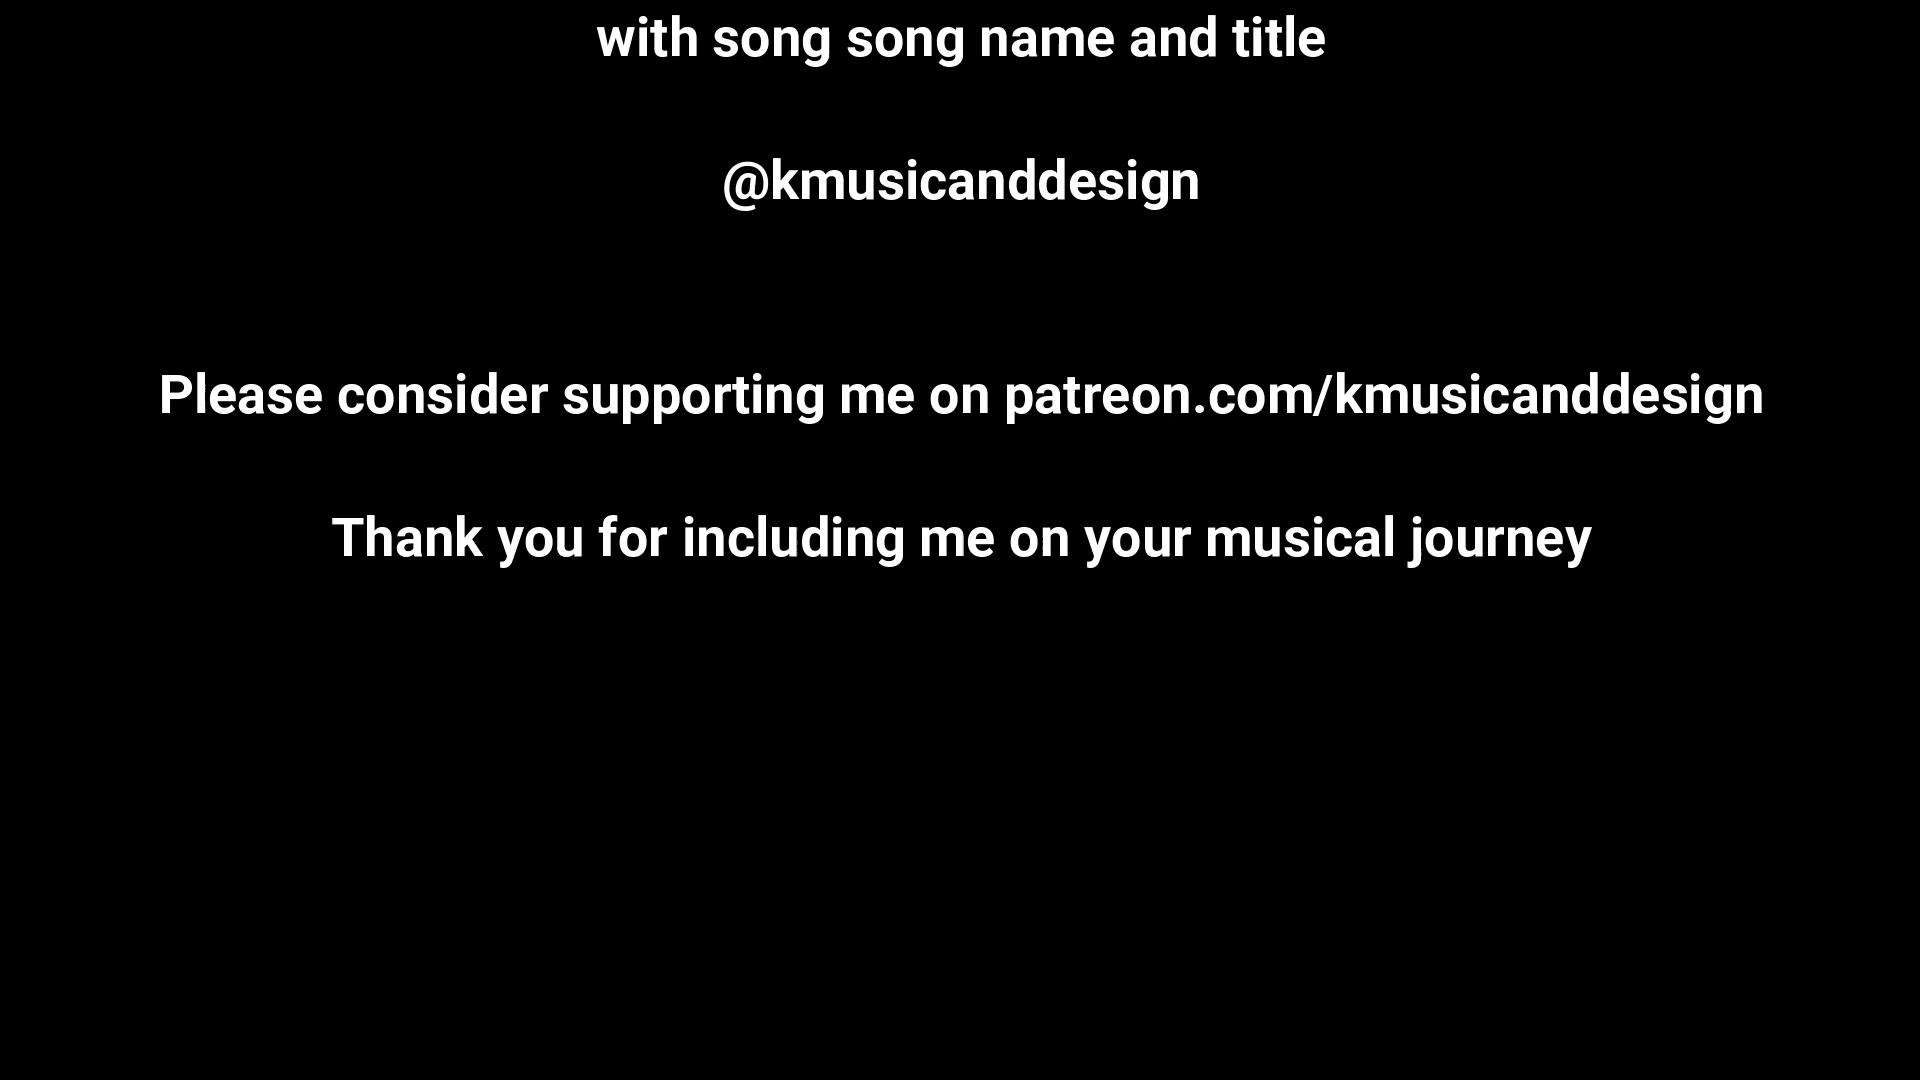 with song song name and title
@kmusicanddesign
Please consider supporting me on patreon.com/kmusicanddesign
Thank you for including me on your musical journey